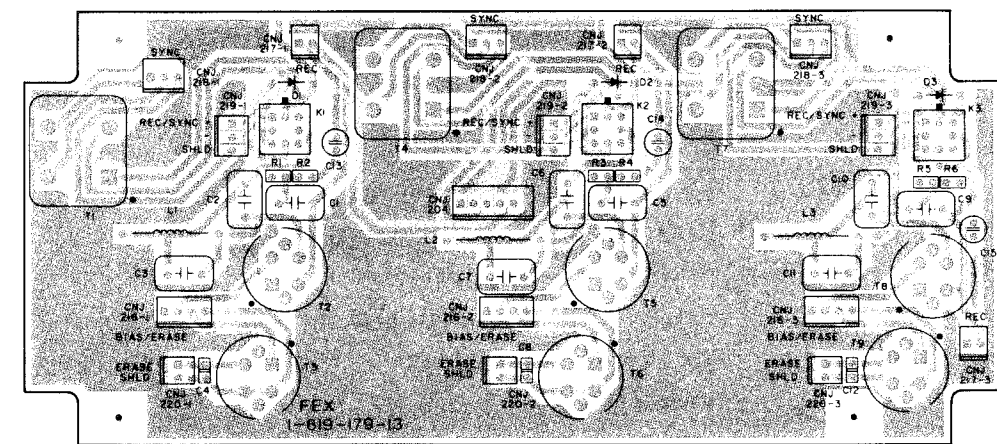 SYNC
CNJ
217-1
CNJ
217-2
SYNC
CNJ
218-2
SYNC
CNJ
218-3
SYNC
CNJ
REC
D1
REC
D2
D3
CNJ
219-1
K1
CNJ
219-2
K2
CNJ
219-3
K3
REC/SYNC +
SHLD -
C13
T4
REC/SYNC +
SHLD -
C14
REC/SYNC +
SHLD -
R1 R2
R3 R4
R5 R6
T1
L1
C2
C1
CNJ
204
C6
C5
C10
C9
L2
L3
C15
C3
C7
C11
T8
CNJ
216-1
T2
CNJ
216-2
T5
CNJ
216-3
BIAS/ERASE
BIAS/ERASE
BIAS/ERASE
T9
REC
ERASE
SHLD
C4
T3
ERASE
SHLD
C8
T6
ERASE
SHLD
C12
CNJ
217-3
CNJ
220-1
CNJ
220-2
CNJ
220-3
FEX
1-619-179-13